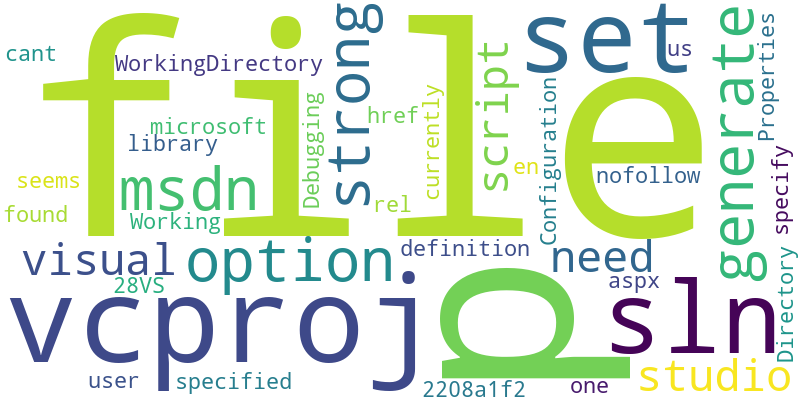 file
set
us
cant
WorkingDirectory
strong
script
generate
Properties
microsoft
href
currently
library
Debugging
Configuration
en
nofollow
seems
msdn
rel
specify
found
Working
visual
option
definition
need
28VS
vcproj
p
aspx
sln
Directory
user
specified
2208a1f2
one
studio